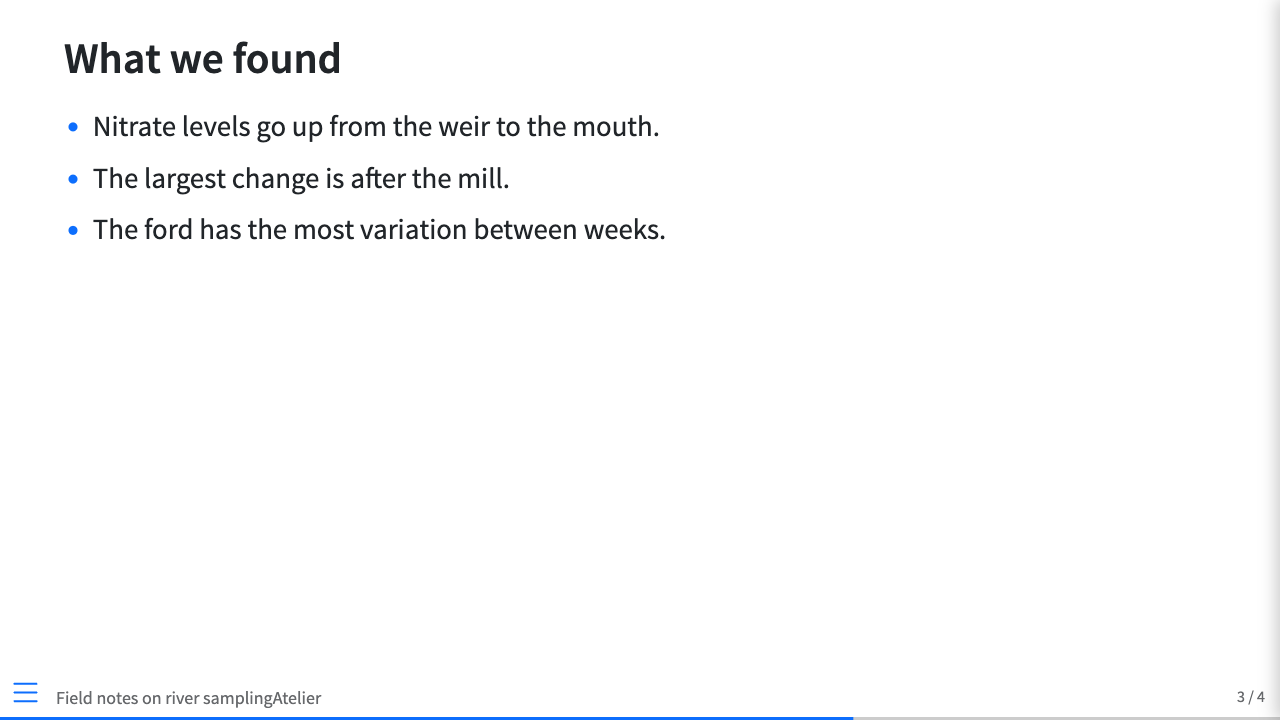 What we found
Nitrate levels go up from the weir to the mouth.
The largest change is after the mill.
The ford has the most variation between weeks.
Field notes on river samplingAtelier
3 / 4